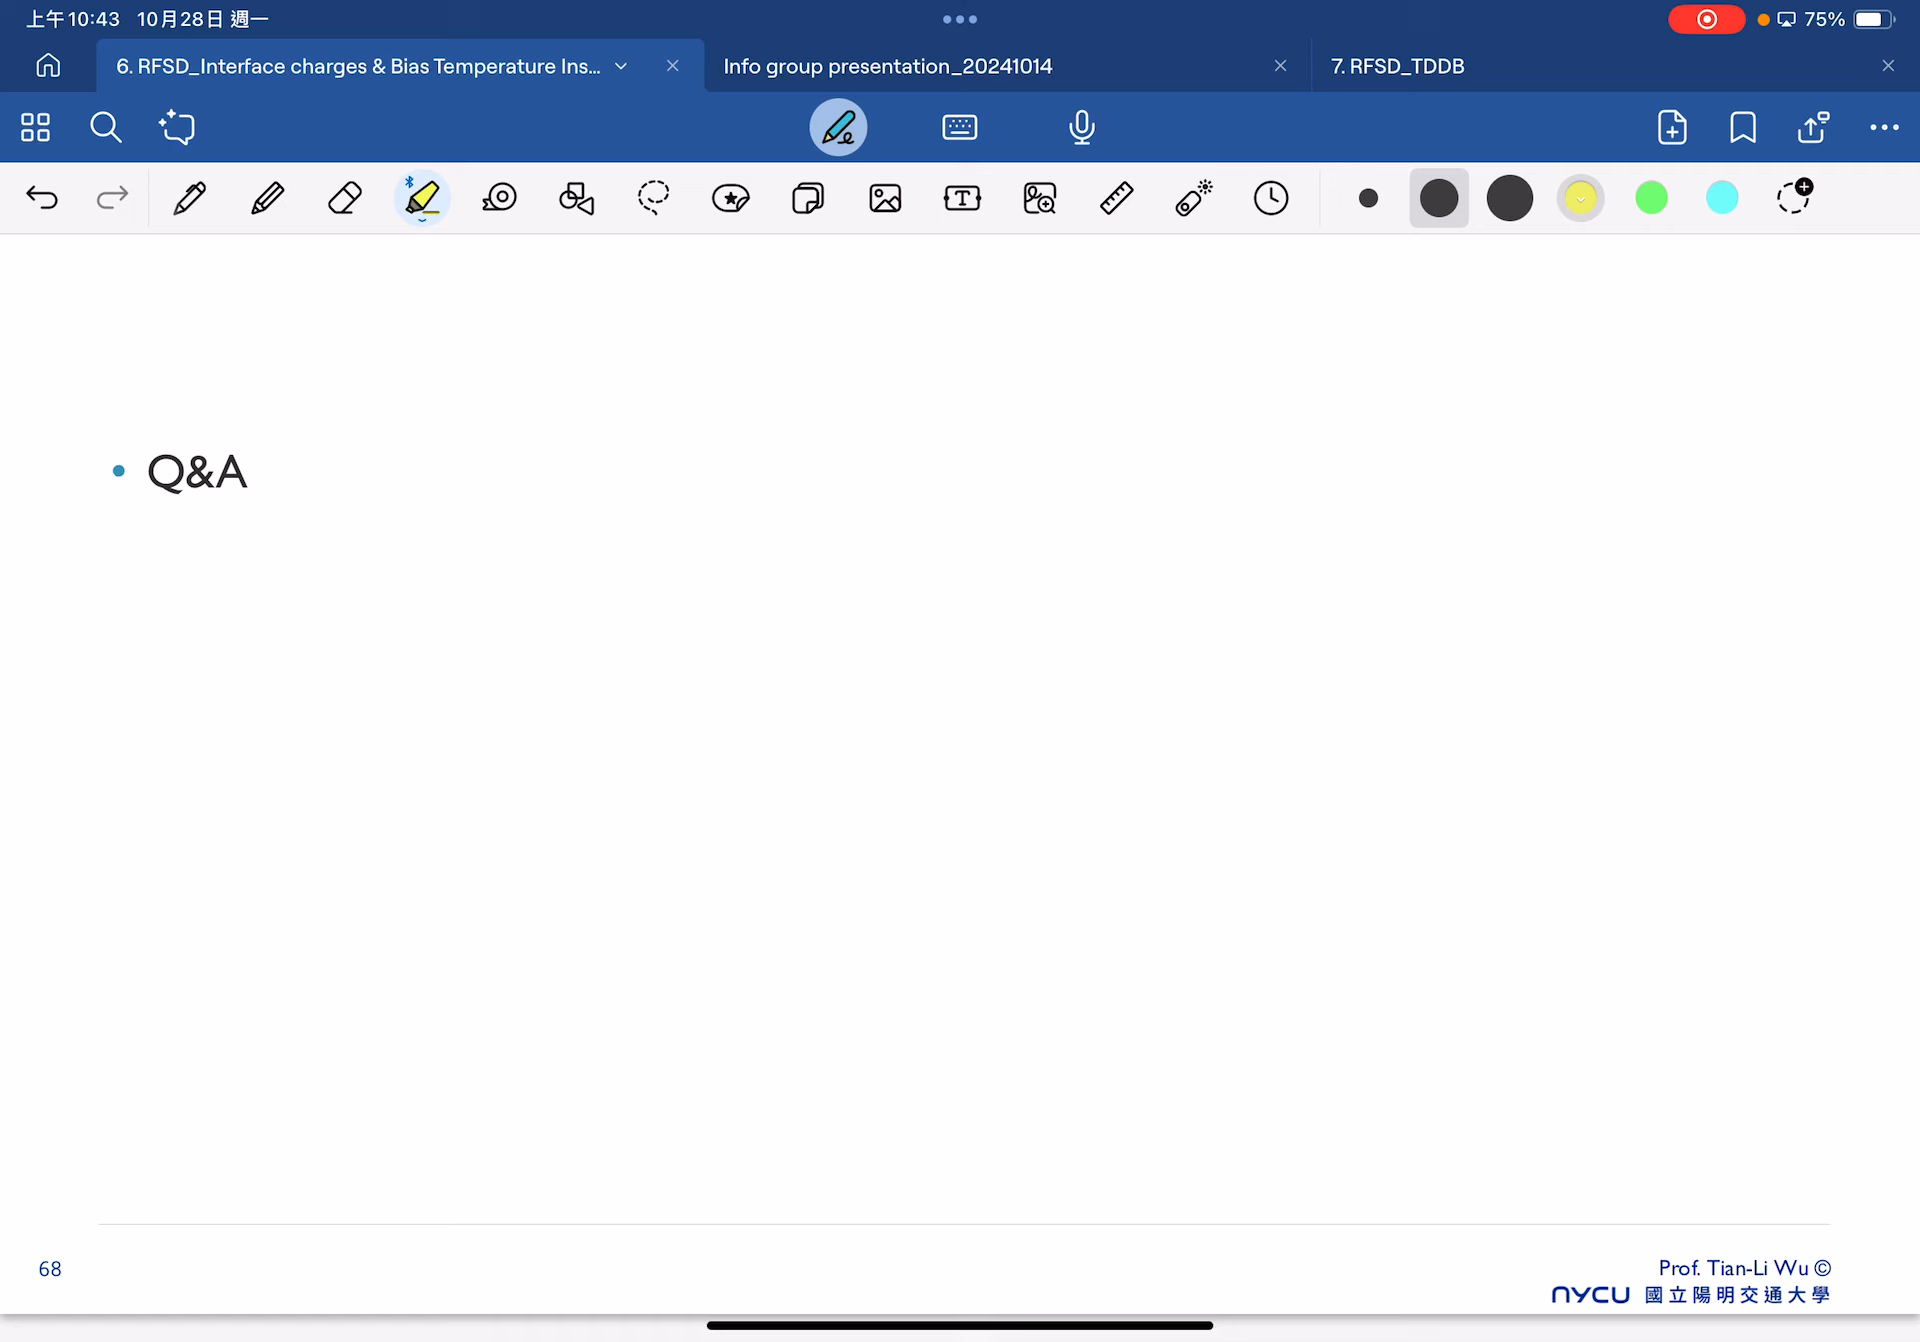 上午10:43 10月28日 週一
75%
6. RFSD_Interface charges & Bias Temperature Ins...
Info group presentation_20241014
7. RFSD_TDDB
• Q&A
68
Prof. Tian-Li Wu ©
NYCU 國立陽明交通大學